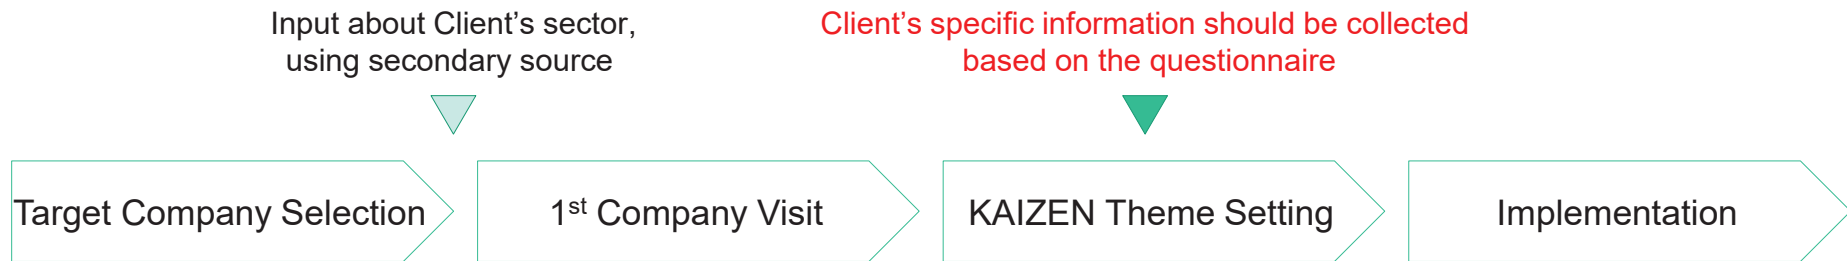 Input about Client’s sector,
using secondary source
Client’s specific information should be collected
based on the questionnaire
Target Company Selection
1st Company Visit
KAIZEN Theme Setting
Implementation